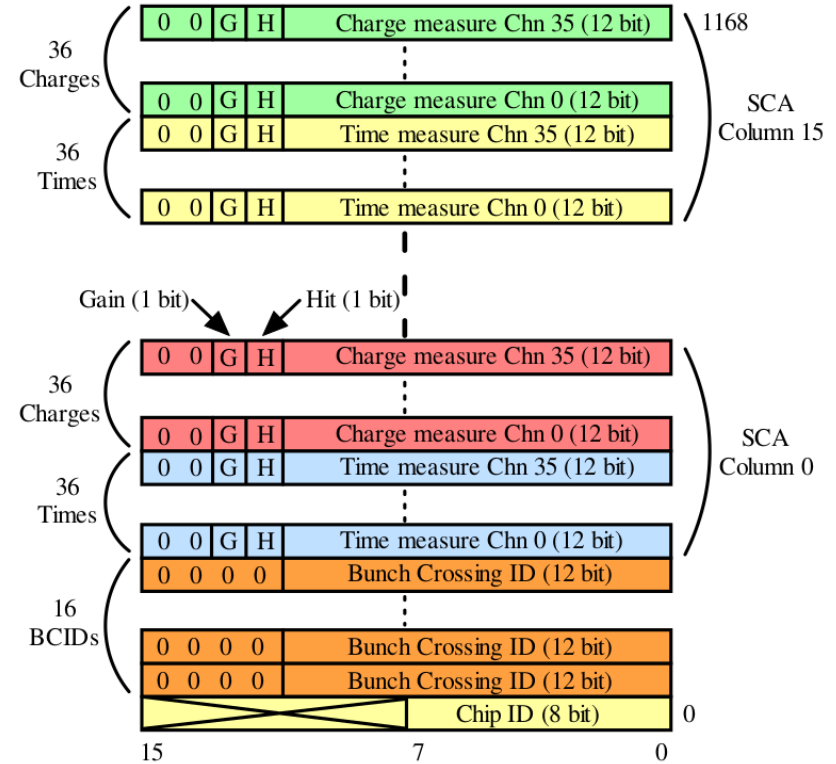 0 0 G H Charge measure Chn 35 (12 bit) 1168
36
Charges
0 0 G H Charge measure Chn 0 (12 bit)
SCA
Column 15
0 0 G H Time measure Chn 35 (12 bit)
36
Times
0 0 G H Time measure Chn 0 (12 bit)
Gain (1 bit) Hit (1 bit)
0 0 G H Charge measure Chn 35 (12 bit)
36
Charges
0 0 G H Charge measure Chn 0 (12 bit)
SCA
Column 0
0 0 G H Time measure Chn 35 (12 bit)
36
Times
0 0 G H Time measure Chn 0 (12 bit)
0 0 0 0 Bunch Crossing ID (12 bit)
16
BCIDs
0 0 0 0 Bunch Crossing ID (12 bit)
0 0 0 0 Bunch Crossing ID (12 bit)
Chip ID (8 bit) 0
15 7 0